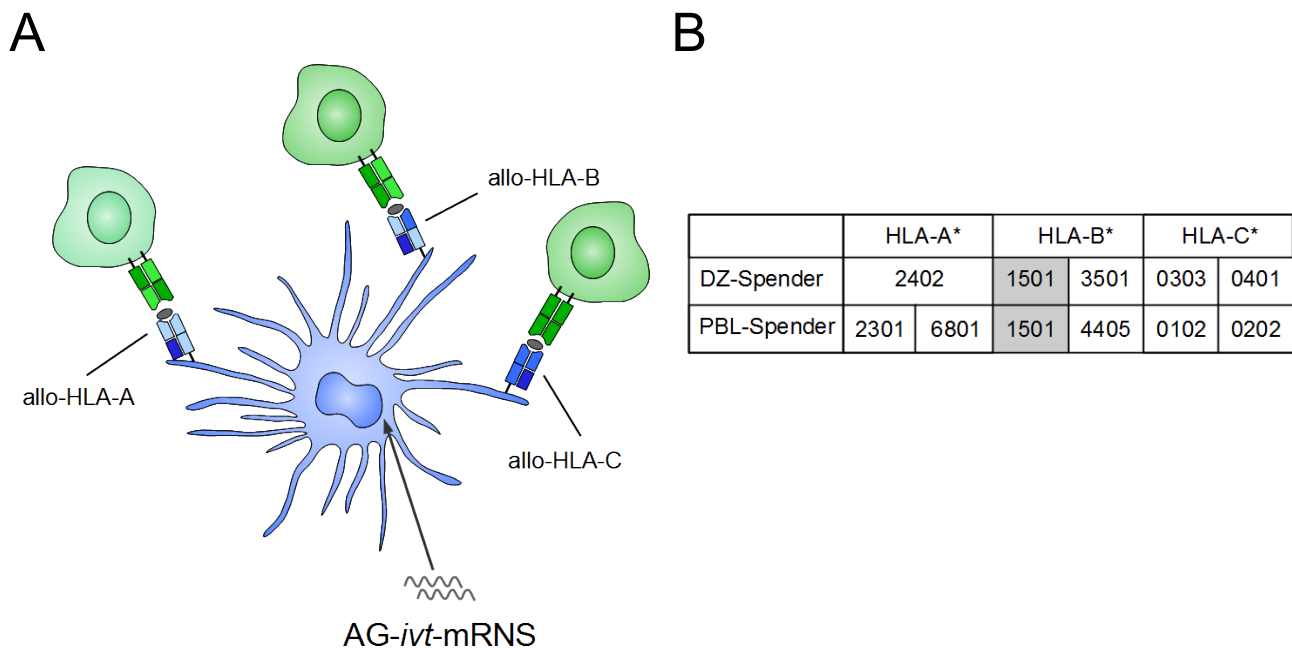 A
B
allo-HLA-B
allo-HLA-A
allo-HLA-C
AG-ivt-mRNS
HLA-A* HLA-B* HLA-C*
DZ-Spender 2402 1501 3501 0303 0401
PBL-Spender 2301 6801 1501 4405 0102 0202